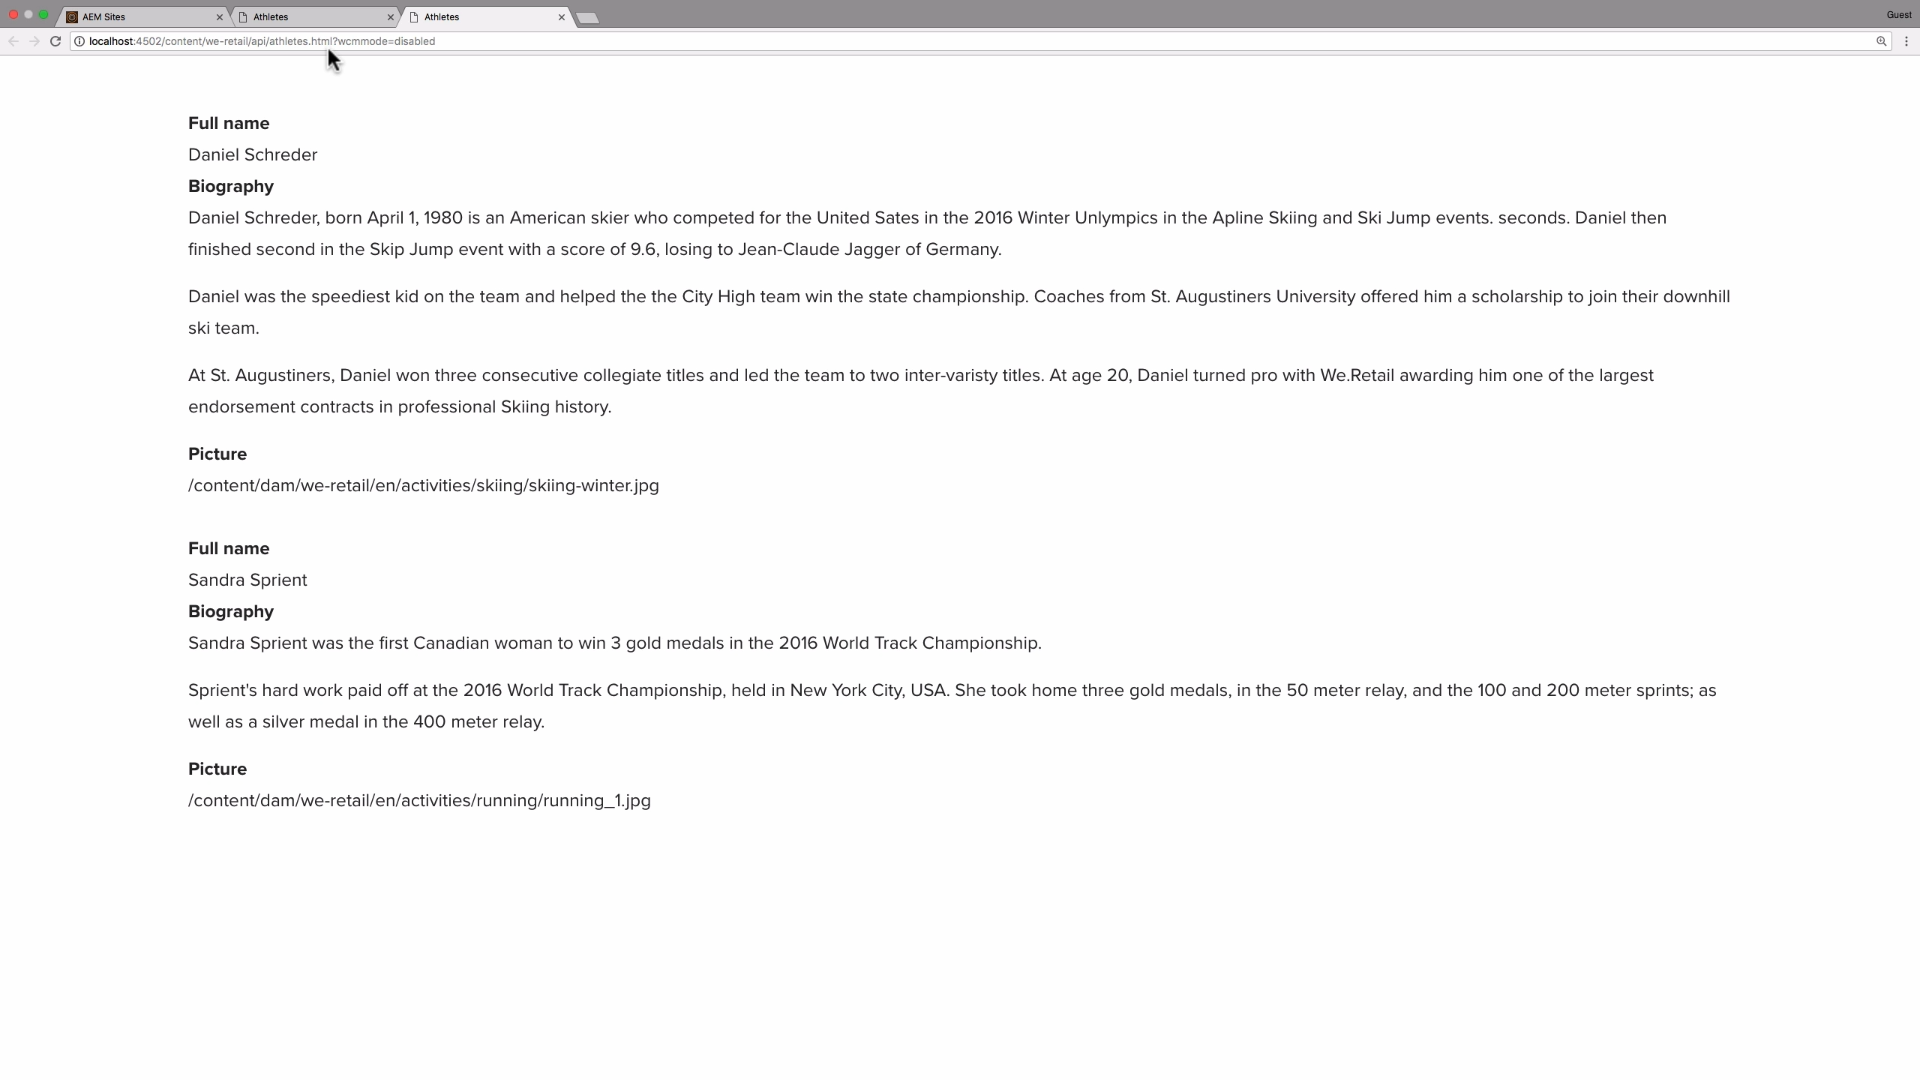 AEM Sites
Athletes
Athletes
Guest
localhost:4502/content/we-retail/api/athletes.html?wcmmode=disabled
Full name
Daniel Schreder
Biography
Daniel Schreder, born April 1, 1980 is an American skier who competed for the United Sates in the 2016 Winter Unlympics in the Apline Skiing and Ski Jump events. seconds. Daniel then
finished second in the Skip Jump event with a score of 9.6, losing to Jean-Claude Jagger of Germany.
Daniel was the speediest kid on the team and helped the the City High team win the state championship. Coaches from St. Augustiners University offered him a scholarship to join their downhill
ski team.
At St. Augustiners, Daniel won three consecutive collegiate titles and led the team to two inter-varisty titles. At age 20, Daniel turned pro with We.Retail awarding him one of the largest
endorsement contracts in professional Skiing history.
Picture
/content/dam/we-retail/en/activities/skiing/skiing-winter.jpg
Full name
Sandra Sprient
Biography
Sandra Sprient was the first Canadian woman to win 3 gold medals in the 2016 World Track Championship.
Sprient's hard work paid off at the 2016 World Track Championship, held in New York City, USA. She took home three gold medals, in the 50 meter relay, and the 100 and 200 meter sprints; as
well as a silver medal in the 400 meter relay.
Picture
/content/dam/we-retail/en/activities/running/running_1.jpg